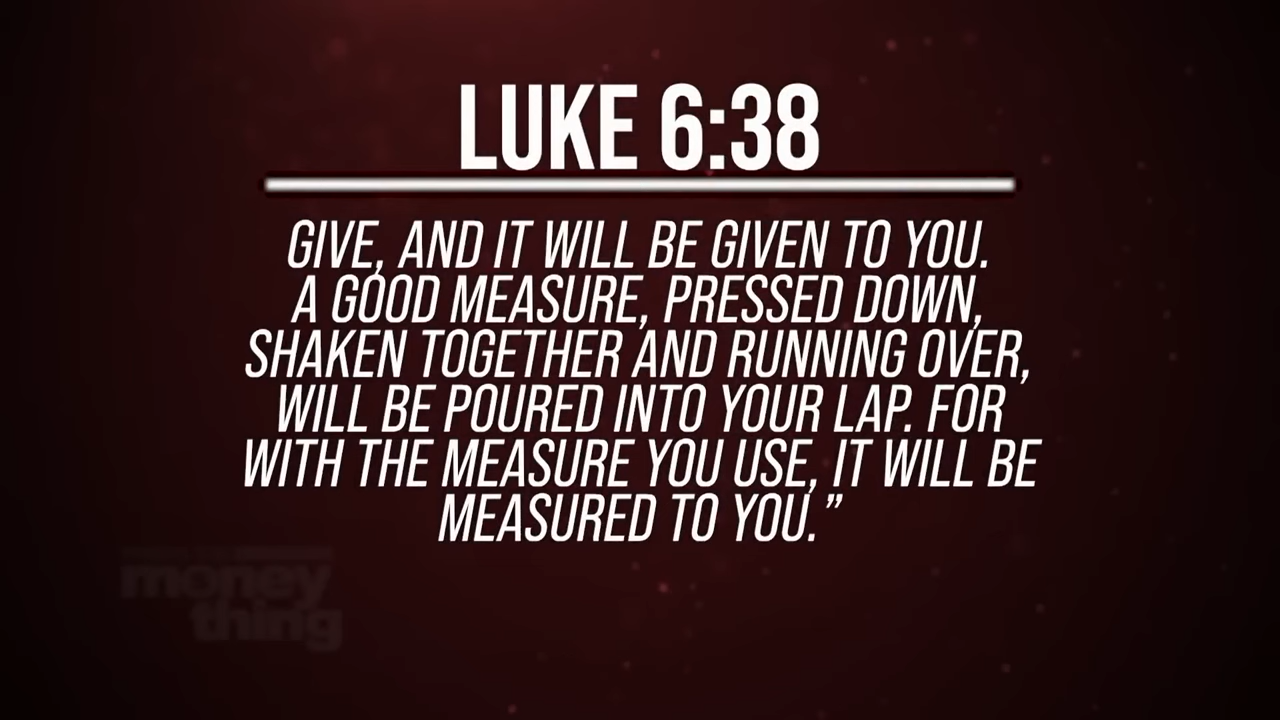 LUKE 6:38
GIVE, AND IT WILL BE GIVEN TO YOU.
A GOOD MEASURE, PRESSED DOWN,
SHAKEN TOGETHER AND RUNNING OVER,
WILL BE POURED INTO YOUR LAP. FOR
WITH THE MEASURE YOU USE, IT WILL BE
MEASURED TO YOU.”
money
thing